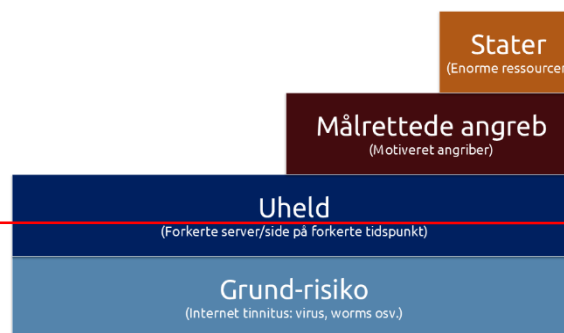 Stater
(Enorme ressourcer
Målrettede angreb
(Motiveret angriber)
Uheld
(Forkerte server/side på forkerte tidspunkt)
Grund-risiko
(Internet tinnitus: virus, worms osv.)